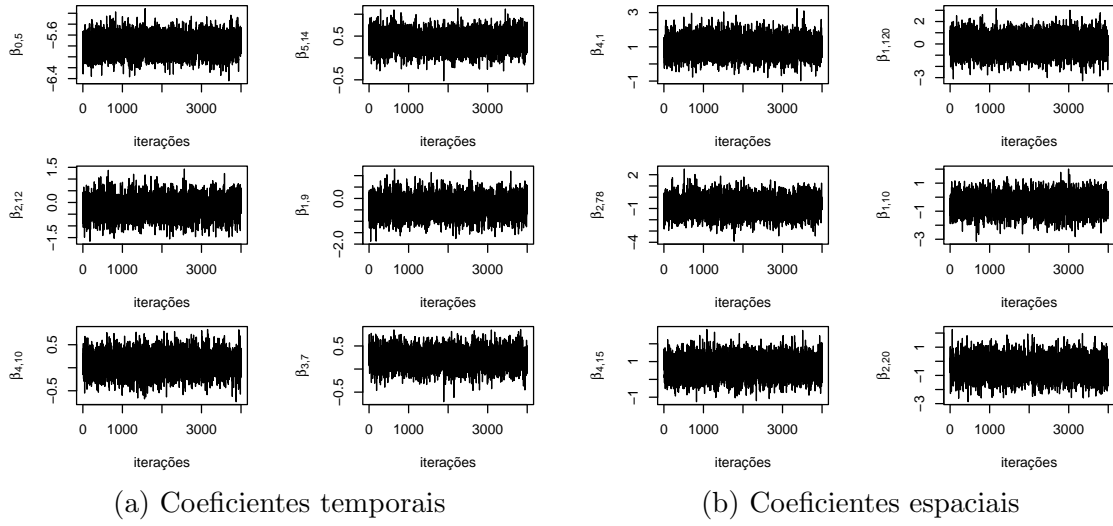 β0,5
−6.4 −5.6
0 1000 3000
iterações
β5,14
−0.5 0.5
0 1000 3000
iterações
β4,1
−1 1 3
0 1000 3000
iterações
β1,120
−3 0 2
0 1000 3000
iterações
β2,12
−1.5 0.0 1.5
0 1000 3000
iterações
β1,9
−2.0 0.0
0 1000 3000
iterações
β2,78
−4 −1 2
0 1000 3000
iterações
β1,10
−3 −1 1
0 1000 3000
iterações
β4,10
−0.5 0.5
0 1000 3000
iterações
β3,7
−0.5 0.5
0 1000 3000
iterações
β4,15
−1 1
0 1000 3000
iterações
β2,20
−3 −1 1
0 1000 3000
iterações
(a) Coeficientes temporais
(b) Coeficientes espaciais